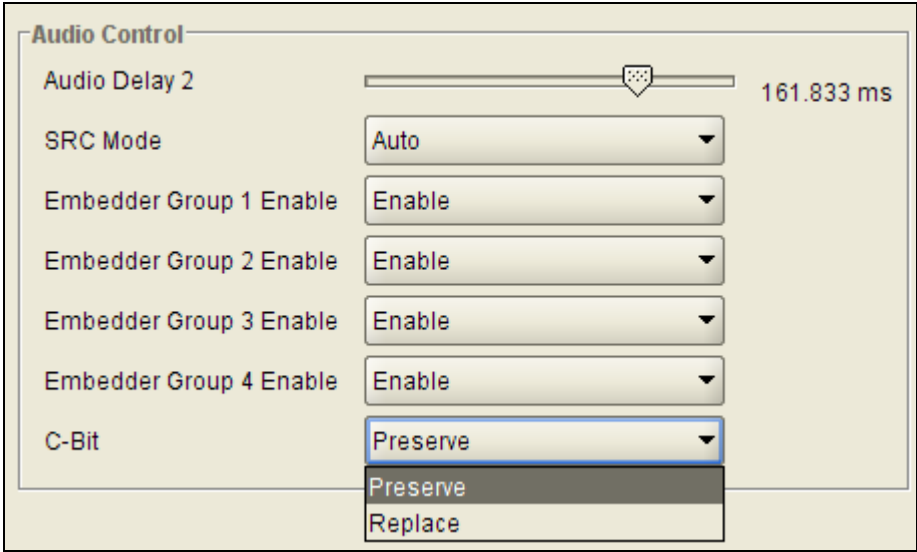 Audio Control
Audio Delay 2 161.833 ms
SRC Mode Auto
Embedder Group 1 Enable Enable
Embedder Group 2 Enable Enable
Embedder Group 3 Enable Enable
Embedder Group 4 Enable Enable
C-Bit Preserve
Preserve
Replace